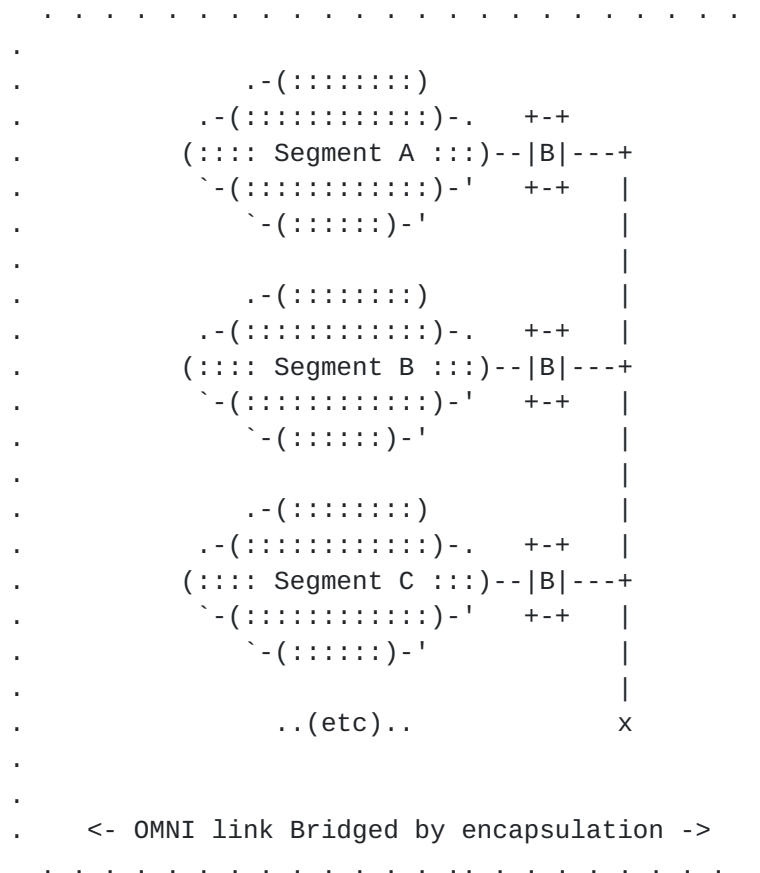 . . . . . . . . . . . . . . . . . . . . . . .
.
.              .-(::::::::)
.           .-(::::::::::::)-.   +-+
.          (:::: Segment A :::)--|B|---+
.           `-(::::::::::::)-'   +-+   |
.              `-(::::::)-'            |
.                                      |
.              .-(::::::::)            |
.           .-(::::::::::::)-.   +-+   |
.          (:::: Segment B :::)--|B|---+
.           `-(::::::::::::)-'   +-+   |
.              `-(::::::)-'            |
.                                      |
.              .-(::::::::)            |
.           .-(::::::::::::)-.   +-+   |
.          (:::: Segment C :::)--|B|---+
.           `-(::::::::::::)-'   +-+   |
.              `-(::::::)-'            |
.                                      |
.                ..(etc)..             x
.
.
.    <- OMNI link Bridged by encapsulation ->
. . . . . . . . . . . . . .. . . . . . . . .